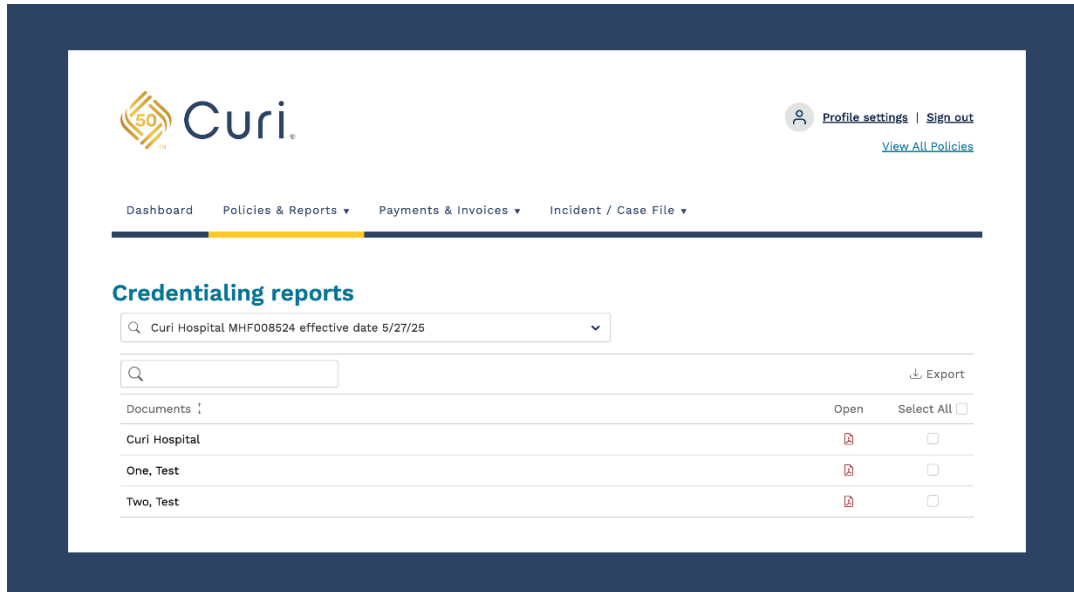 50
TM
Curi®
Profile settings | Sign out
View All Policies
Dashboard Policies & Reports ▾ Payments & Invoices ▾ Incident / Case File ▾
Credentialing reports
Curi Hospital MHF008524 effective date 5/27/25
Export
Documents Open Select All
Curi Hospital
One, Test
Two, Test